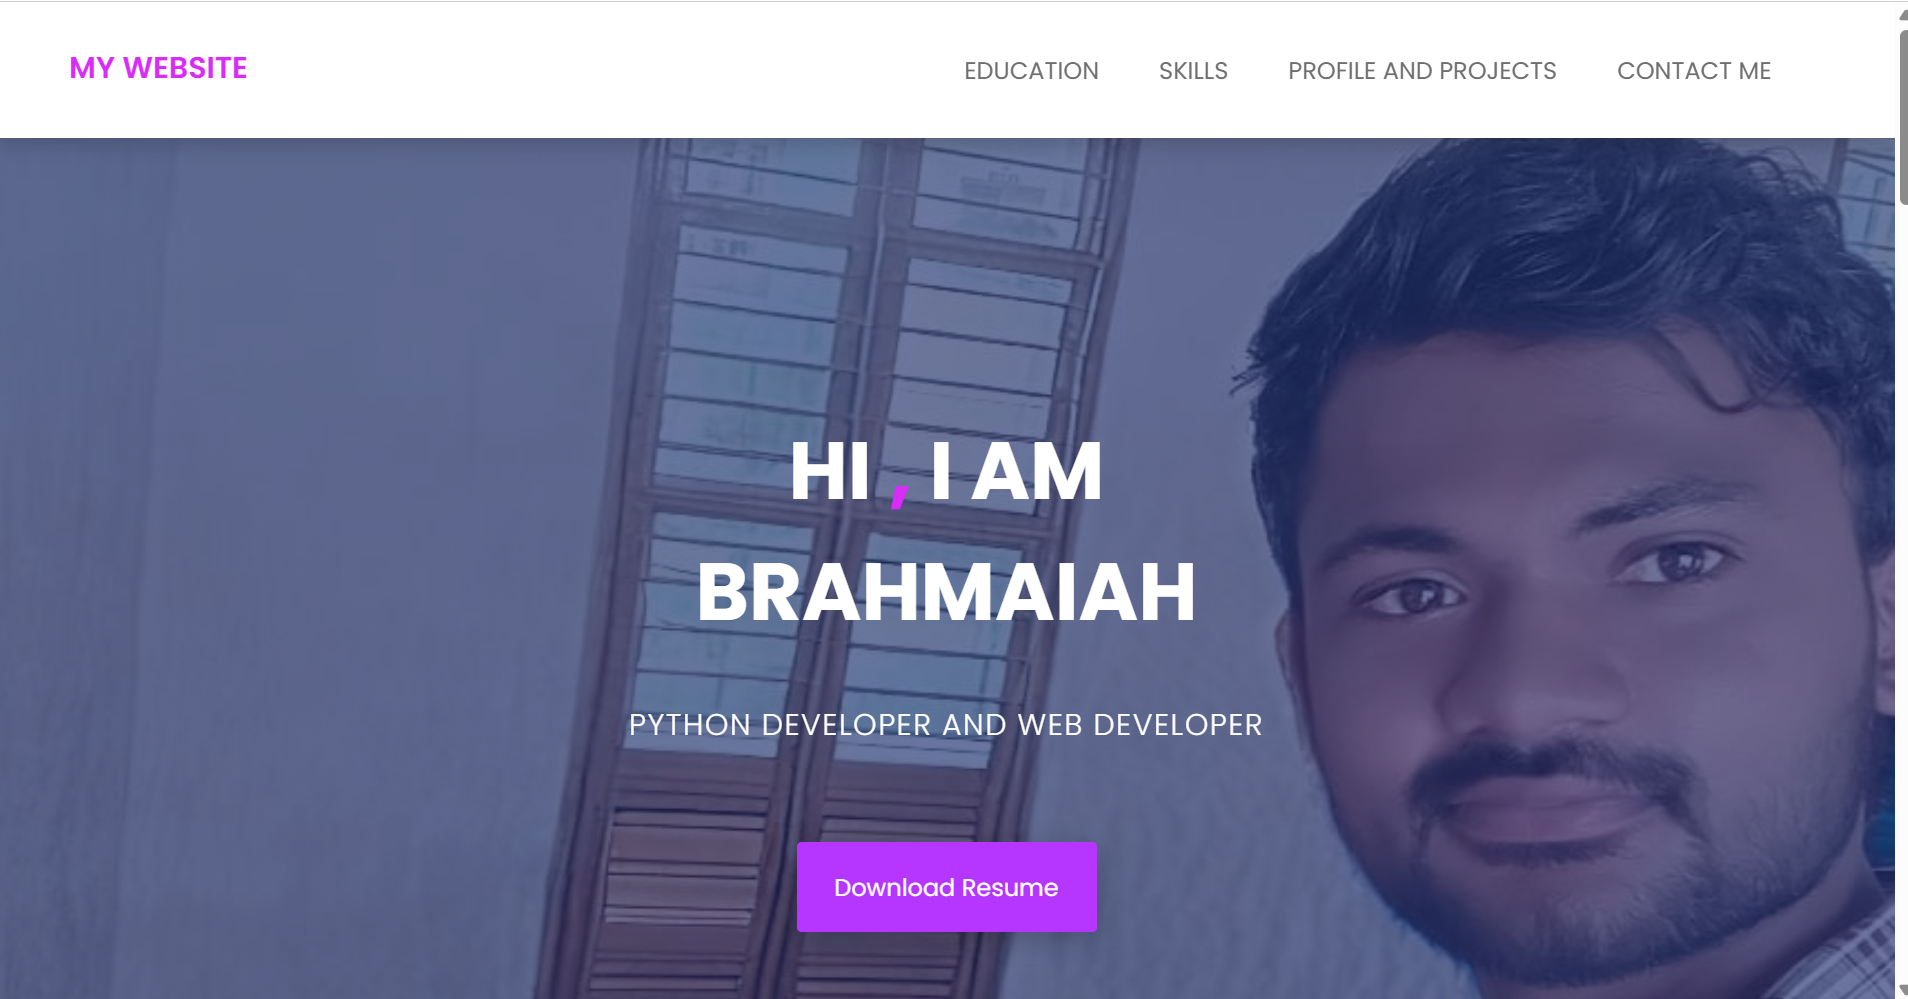 MY WEBSITE
EDUCATION SKILLS PROFILE AND PROJECTS CONTACT ME
HI , I AM
BRAHMAIAH
PYTHON DEVELOPER AND WEB DEVELOPER
Download Resume